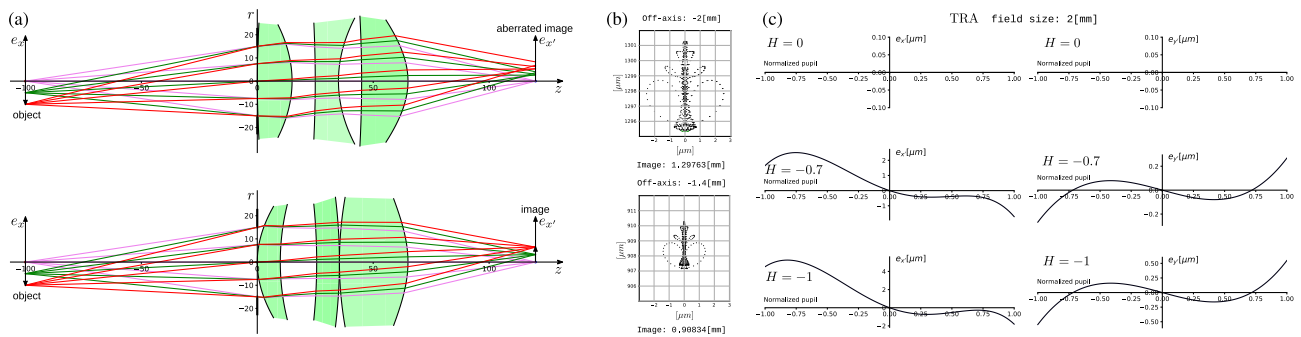 (a)
r
e_x
20
10
0
−10
−20
−100
−50
0
50
100
z
object
aberrated image
e_x'
r
e_x
20
10
0
−10
−20
−100
−50
0
50
100
z
object
image
e_x'
(b)
Off-axis: -2[mm]
[μm]
1301
1300
1299
1298
1297
1296
1295
−2 −1 0 1 2 3
[μm]
Image: 1.29763[mm]
Off-axis: -1.4[mm]
[μm]
911
910
909
908
907
906
−2 −1 0 1 2 3
[μm]
Image: 0.90834[mm]
(c)
TRA field size: 2[mm]
H = 0
Normalized pupil
e_x'[μm]
0.10
0.05
0.00
−0.05
−0.10
−1.00 −0.75 −0.50 −0.25 0.00 0.25 0.50 0.75 1.00
H = 0
Normalized pupil
e_y'[μm]
0.10
0.05
0.00
−0.05
−0.10
−1.00 −0.75 −0.50 −0.25 0.00 0.25 0.50 0.75 1.00
H = −0.7
Normalized pupil
e_x'[μm]
2
1
0
−1
−1.00 −0.75 −0.50 −0.25 0.00 0.25 0.50 0.75 1.00
H = −0.7
Normalized pupil
e_y'[μm]
0.2
0.0
−0.2
−1.00 −0.75 −0.50 −0.25 0.00 0.25 0.50 0.75 1.00
H = −1
Normalized pupil
e_x'[μm]
4
2
0
−2
−1.00 −0.75 −0.50 −0.25 0.00 0.25 0.50 0.75 1.00
H = −1
Normalized pupil
e_y'[μm]
0.50
0.25
0.00
−0.25
−0.50
−1.00 −0.75 −0.50 −0.25 0.00 0.25 0.50 0.75 1.00